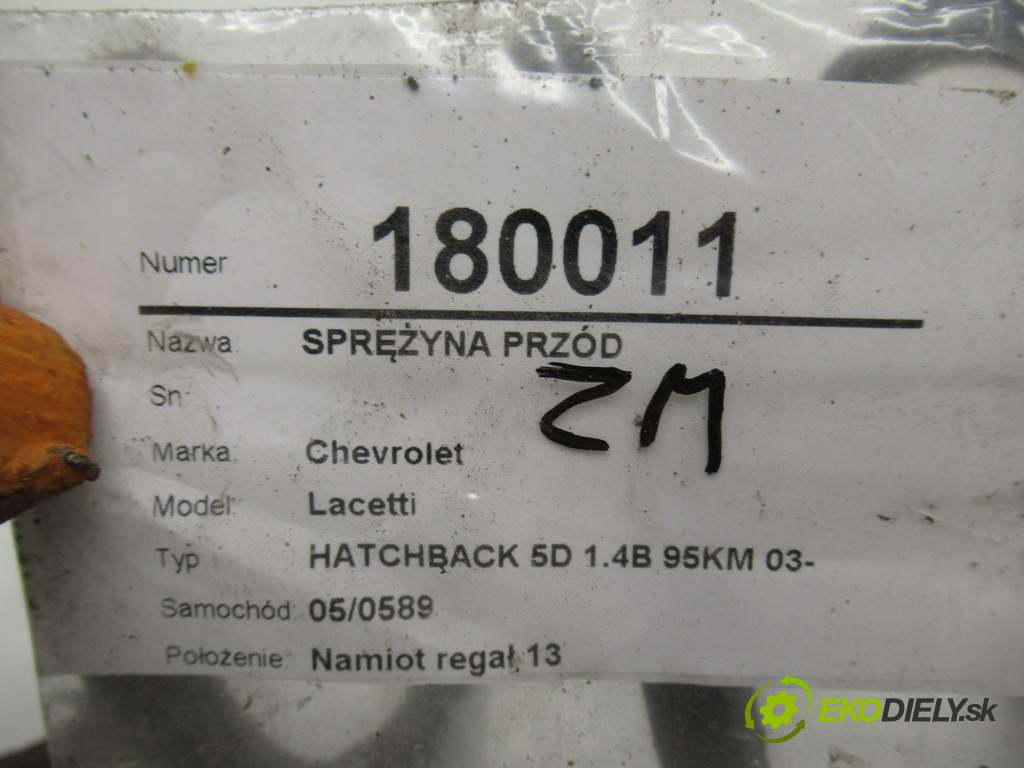 Numer 180011
Nazwa: SPRĘŻYNA PRZÓD
ZM
Sn
Marka: Chevrolet
Model: Lacetti
Typ HATCHBACK 5D 1.4B 95KM 03-
Samochód: 05/0589
Położenie: Namiot regał 13
EKODIELY.sk